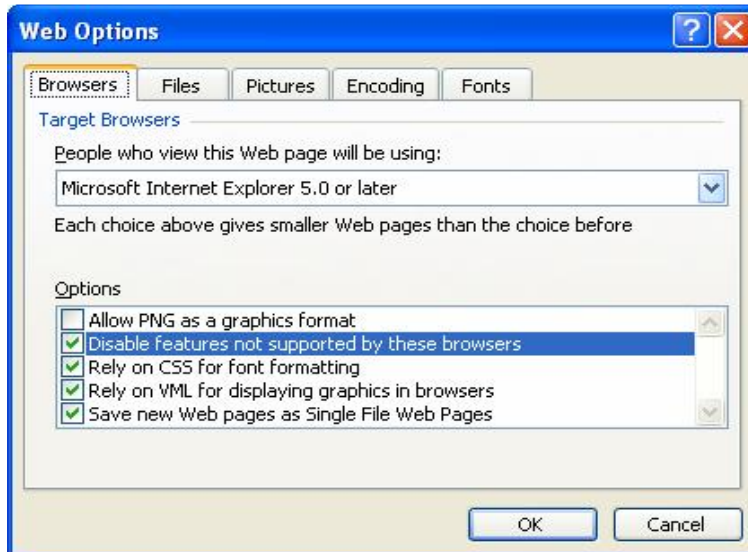 Web Options
Browsers Files Pictures Encoding Fonts
Target Browsers
People who view this Web page will be using:
Microsoft Internet Explorer 5.0 or later
Each choice above gives smaller Web pages than the choice before
Options
Allow PNG as a graphics format
Disable features not supported by these browsers
Rely on CSS for font formatting
Rely on VML for displaying graphics in browsers
Save new Web pages as Single File Web Pages
OK Cancel